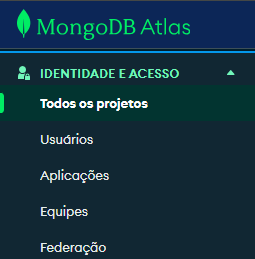 MongoDB Atlas
IDENTIDADE E ACESSO
Todos os projetos
Usuários
Aplicações
Equipes
Federação